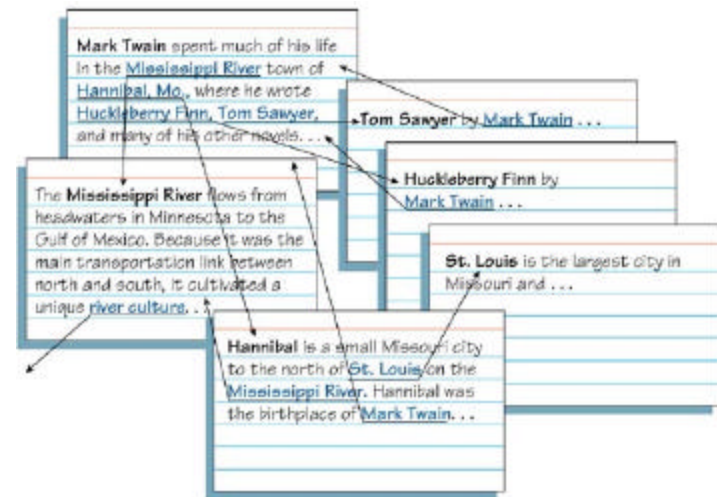 Mark Twain spent much of his life
in the Mississippi River town of
Hannibal, Mo., where he wrote
Huckleberry Finn, Tom Sawyer,
and many of his other novels. . .
Tom Sawyer by Mark Twain . . .
Huckleberry Finn by
Mark Twain . . .
The Mississippi River flows from
headwaters in Minnesota to the
Gulf of Mexico. Because it was the
main transportation link between
north and south, it cultivated a
unique river culture. . .
St. Louis is the largest city in
Missouri and . . .
Hannibal is a small Missouri city
to the north of St. Louis on the
Mississippi River. Hannibal was
the birthplace of Mark Twain. . .